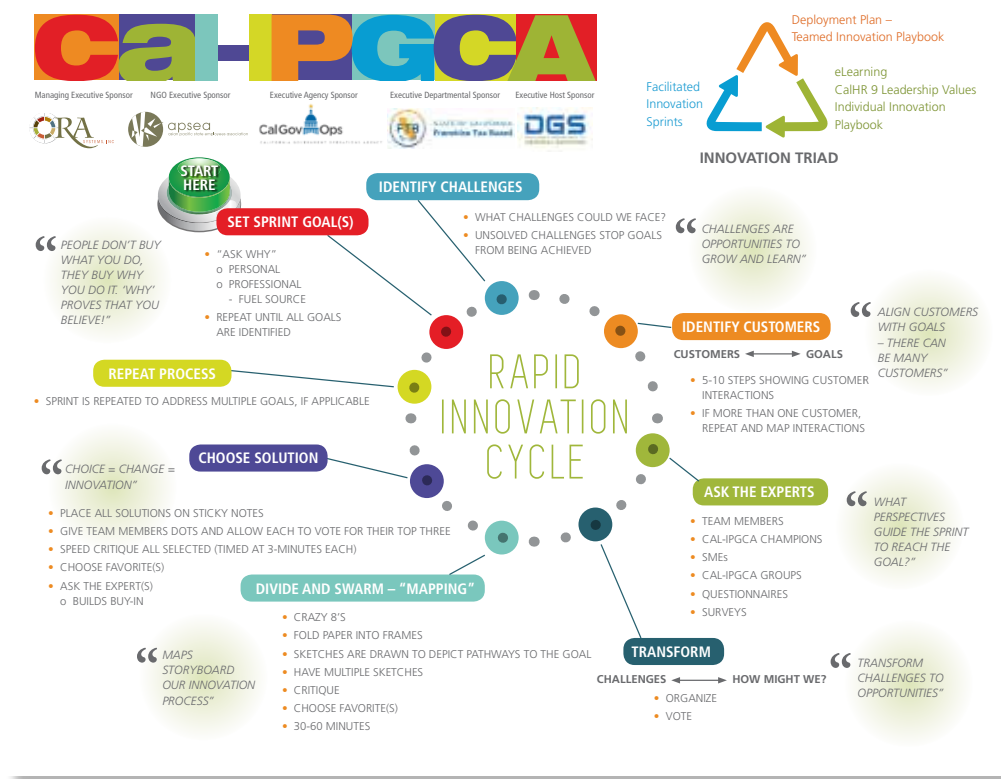 Cal-IPGCA
Managing Executive Sponsor
NGO Executive Sponsor
Executive Agency Sponsor
Executive Departmental Sponsor
Executive Host Sponsor
ORA
SYSTEMS, INC
apsea
CalGov Ops
CALIFORNIA GOVERNMENT OPERATIONS AGENCY
FTB
Franchise Tax Board
DGS
Deployment Plan –
Teamed Innovation Playbook
Facilitated
Innovation
Sprints
eLearning
CalHR 9 Leadership Values
Individual Innovation
Playbook
INNOVATION TRIAD
START
HERE
SET SPRINT GOAL(S)
“ PEOPLE DON’T BUY
WHAT YOU DO,
THEY BUY WHY
YOU DO IT. ‘WHY’
PROVES THAT YOU
BELIEVE!”
• “ASK WHY”
o PERSONAL
o PROFESSIONAL
- FUEL SOURCE
• REPEAT UNTIL ALL GOALS
ARE IDENTIFIED
IDENTIFY CHALLENGES
• WHAT CHALLENGES COULD WE FACE?
• UNSOLVED CHALLENGES STOP GOALS
FROM BEING ACHIEVED
“ CHALLENGES ARE
OPPORTUNITIES TO
GROW AND LEARN”
IDENTIFY CUSTOMERS
CUSTOMERS GOALS
• 5-10 STEPS SHOWING CUSTOMER
INTERACTIONS
• IF MORE THAN ONE CUSTOMER,
REPEAT AND MAP INTERACTIONS
“ ALIGN CUSTOMERS
WITH GOALS
– THERE CAN
BE MANY
CUSTOMERS”
RAPID
INNOVATION
CYCLE
REPEAT PROCESS
• SPRINT IS REPEATED TO ADDRESS MULTIPLE GOALS, IF APPLICABLE
CHOOSE SOLUTION
“ CHOICE = CHANGE =
INNOVATION”
• PLACE ALL SOLUTIONS ON STICKY NOTES
• GIVE TEAM MEMBERS DOTS AND ALLOW EACH TO VOTE FOR THEIR TOP THREE
• SPEED CRITIQUE ALL SELECTED (TIMED AT 3-MINUTES EACH)
• CHOOSE FAVORITE(S)
• ASK THE EXPERT(S)
o BUILDS BUY-IN
ASK THE EXPERTS
• TEAM MEMBERS
• CAL-IPGCA CHAMPIONS
• SMEs
• CAL-IPGCA GROUPS
• QUESTIONNAIRES
• SURVEYS
“ WHAT
PERSPECTIVES
GUIDE THE SPRINT
TO REACH THE
GOAL?”
DIVIDE AND SWARM – “MAPPING”
• CRAZY 8’S
• FOLD PAPER INTO FRAMES
• SKETCHES ARE DRAWN TO DEPICT PATHWAYS TO THE GOAL
• HAVE MULTIPLE SKETCHES
• CRITIQUE
• CHOOSE FAVORITE(S)
• 30-60 MINUTES
“ MAPS
STORYBOARD
OUR INNOVATION
PROCESS”
TRANSFORM
CHALLENGES HOW MIGHT WE?
• ORGANIZE
• VOTE
“ TRANSFORM
CHALLENGES TO
OPPORTUNITIES”